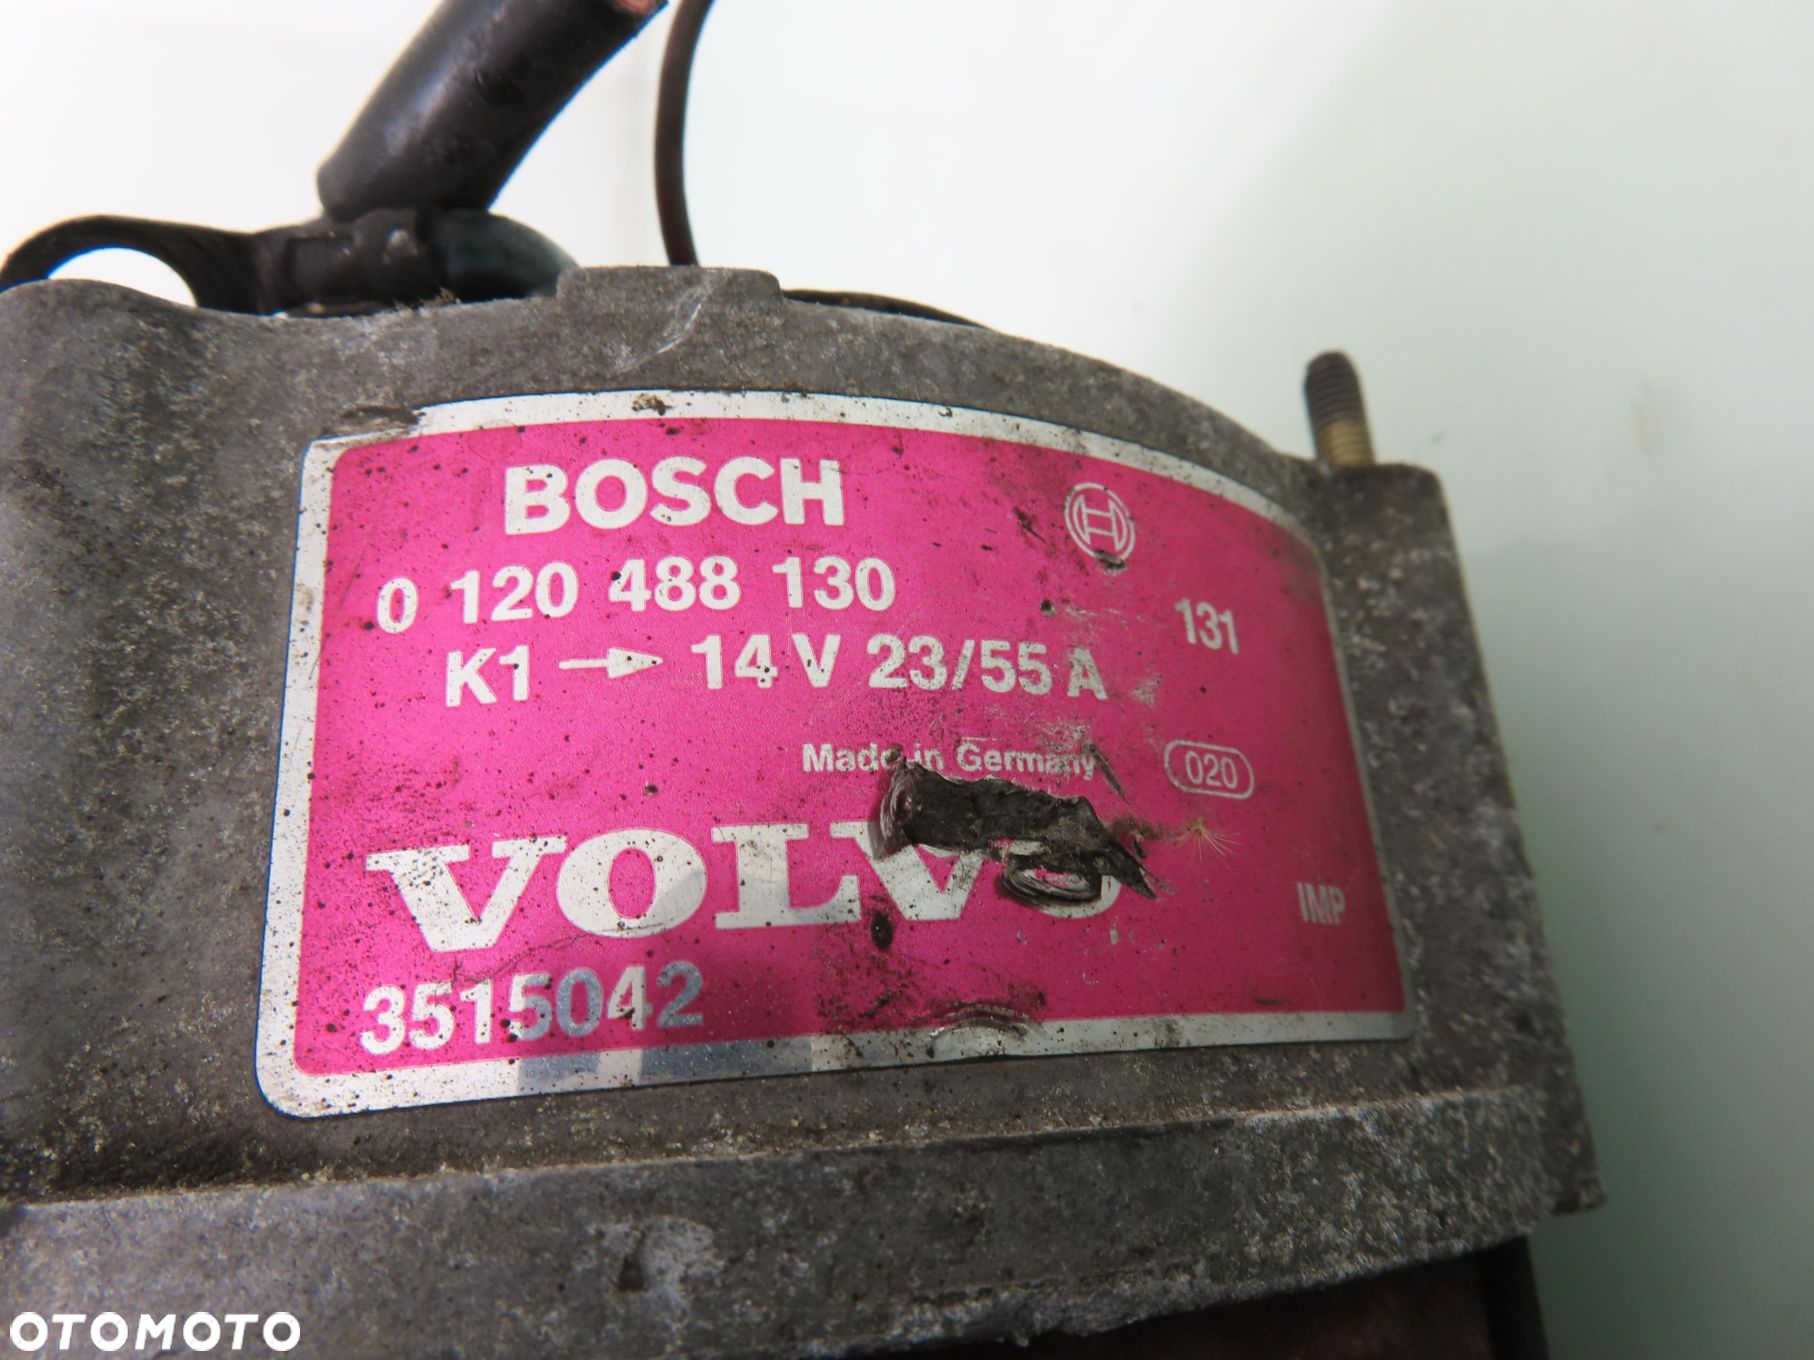 BOSCH
0 120 488 130
131
K1 → 14 V 23/55 A
Made in Germany
020
VOLVO
IMP
3515042
OTOMOTO